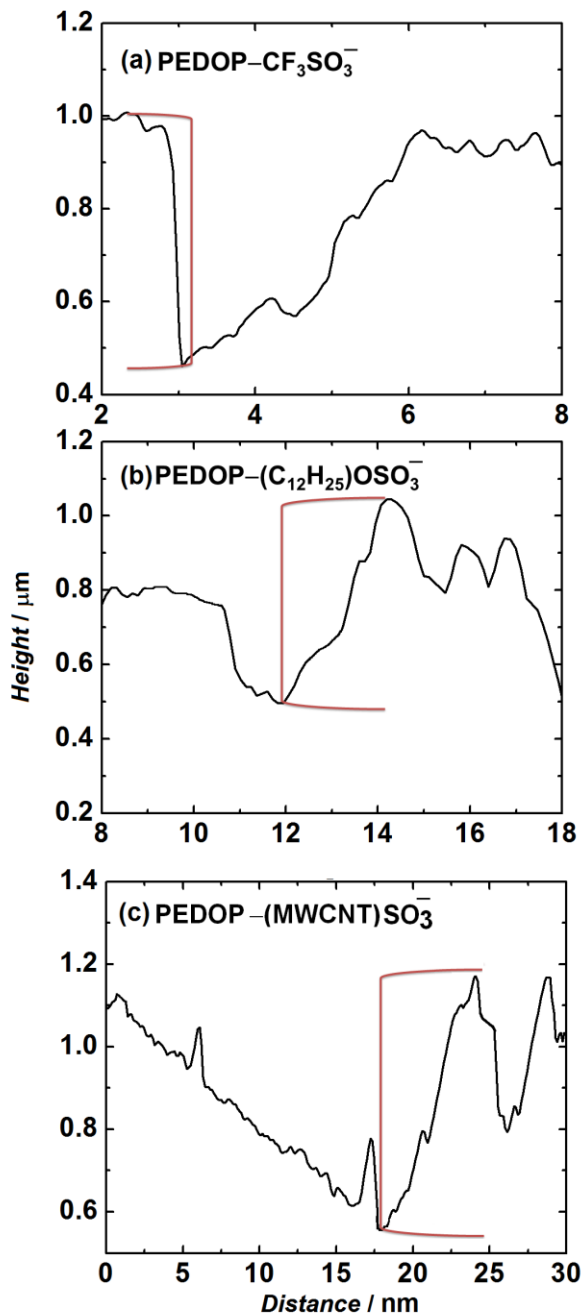 (a) PEDOP–CF₃SO₃⁻
1.2
1.0
0.8
0.6
0.4
2 4 6 8
(b) PEDOP–(C₁₂H₂₅)OSO₃⁻
1.2
1.0
0.8
0.6
0.4
0.2
8 10 12 14 16 18
Height / μm
(c) PEDOP–(MWCNT)SO₃⁻
1.4
1.2
1.0
0.8
0.6
0 5 10 15 20 25 30
Distance / nm